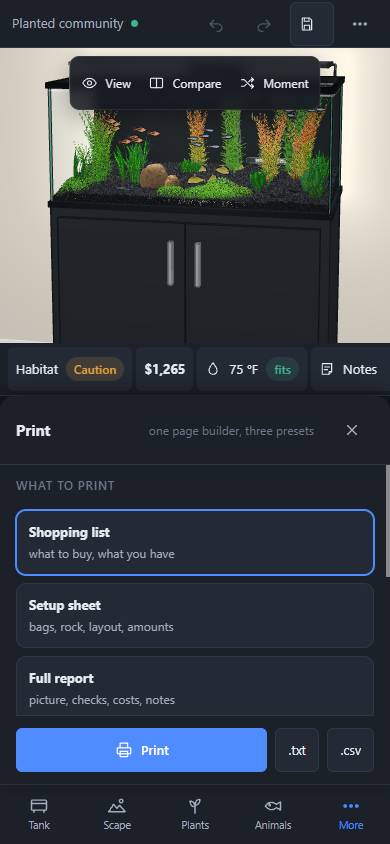 Planted community
View Compare Moment
Habitat Caution $1,265 75 °F fits Notes
Print one page builder, three presets
WHAT TO PRINT
Shopping list
what to buy, what you have
Setup sheet
bags, rock, layout, amounts
Full report
picture, checks, costs, notes
Print .txt .csv
Tank Scape Plants Animals More